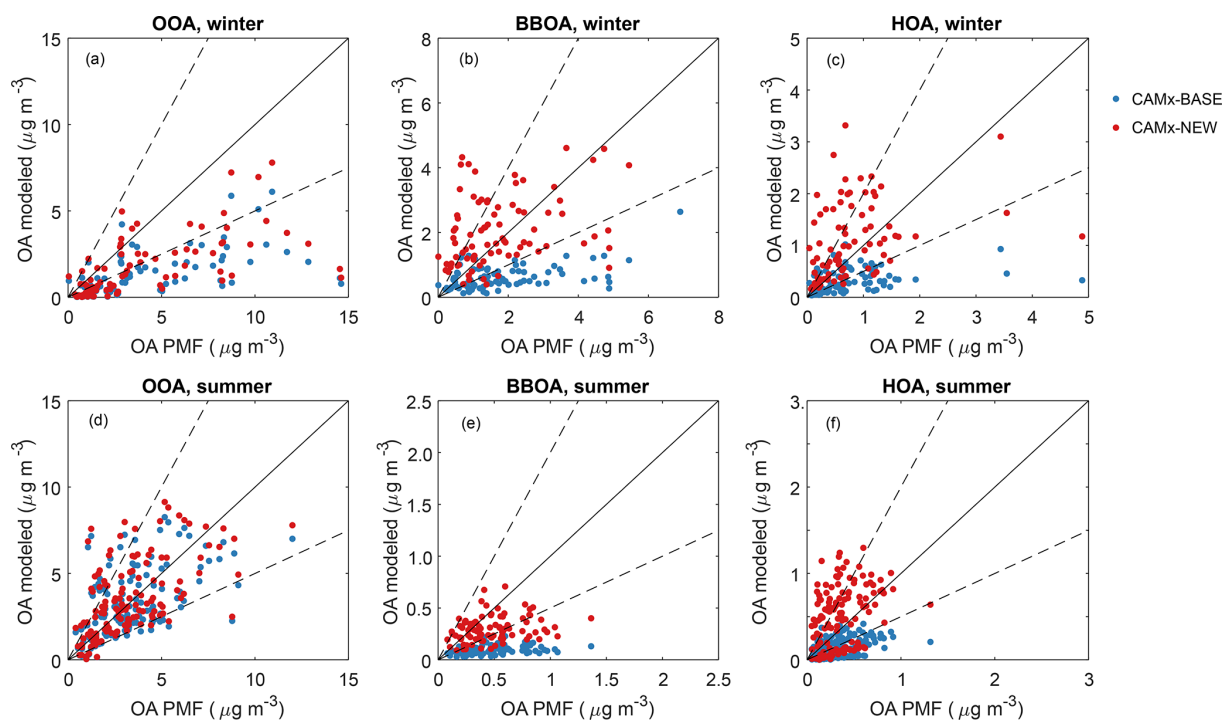 OOA, winter
BBOA, winter
HOA, winter
15
10
5
0
OA modeled (μg m-3)
(a)
0 5 10 15
OA PMF ( μg m-3)
8
6
4
2
0
OA modeled (μg m-3)
(b)
0 2 4 6 8
OA PMF ( μg m-3)
5
4
3
2
1
0
OA modeled (μg m-3)
(c)
0 1 2 3 4 5
OA PMF ( μg m-3)
CAMx-BASE
CAMx-NEW
OOA, summer
BBOA, summer
HOA, summer
15
10
5
0
OA modeled (μg m-3)
(d)
0 5 10 15
OA PMF ( μg m-3)
2.5
2.0
1.5
1.0
0.5
0
OA modeled (μg m-3)
(e)
0 0.5 1 1.5 2 2.5
OA PMF ( μg m-3)
3.
2
1
0
OA modeled (μg m-3)
(f)
0 1 2 3
OA PMF ( μg m-3)